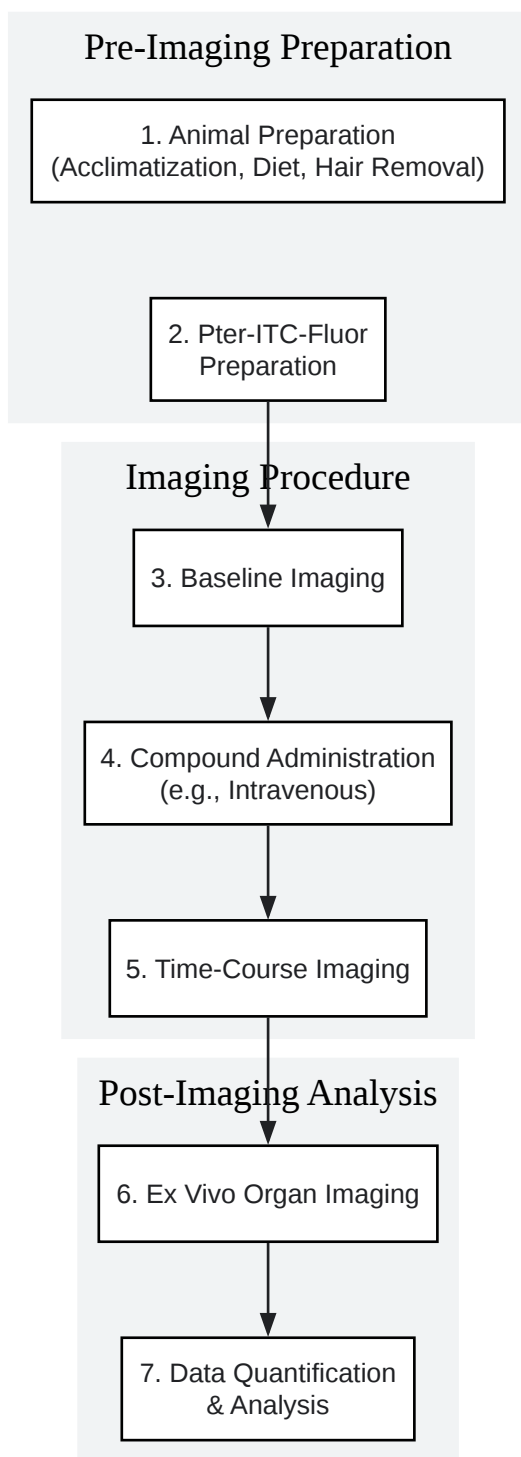 Pre-Imaging Preparation
1. Animal Preparation
(Acclimatization, Diet, Hair Removal)
2. Pter-ITC-Fluor
Preparation
Imaging Procedure
3. Baseline Imaging
4. Compound Administration
(e.g., Intravenous)
5. Time-Course Imaging
Post-Imaging Analysis
6. Ex Vivo Organ Imaging
7. Data Quantification
& Analysis